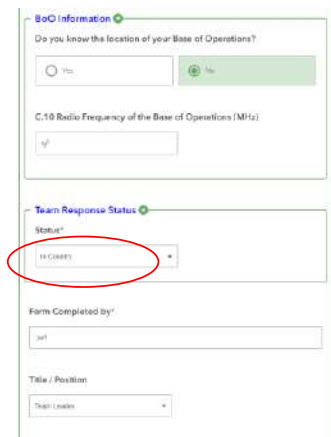 BoO Information
Do you know the location of your Base of Operations?
Yes
No
C.10 Radio Frequency of the Base of Operations (MHz)
Team Response Status
Status*
In Country
Form Completed by*
Title / Position
Team Leader